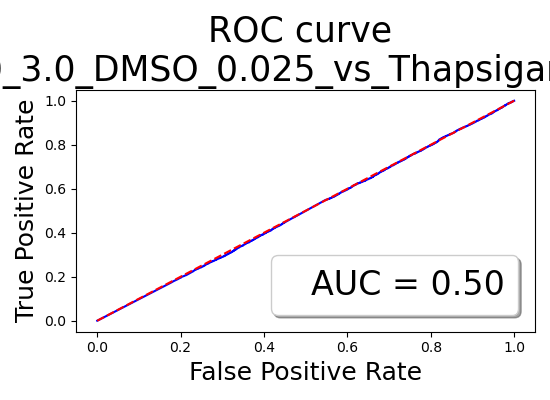 ROC curve
_3.0_DMSO_0.025_vs_Thapsigar
True Positive Rate
1.0
0.8
0.6
0.4
0.2
0.0
AUC = 0.50
0.0 0.2 0.4 0.6 0.8 1.0
False Positive Rate